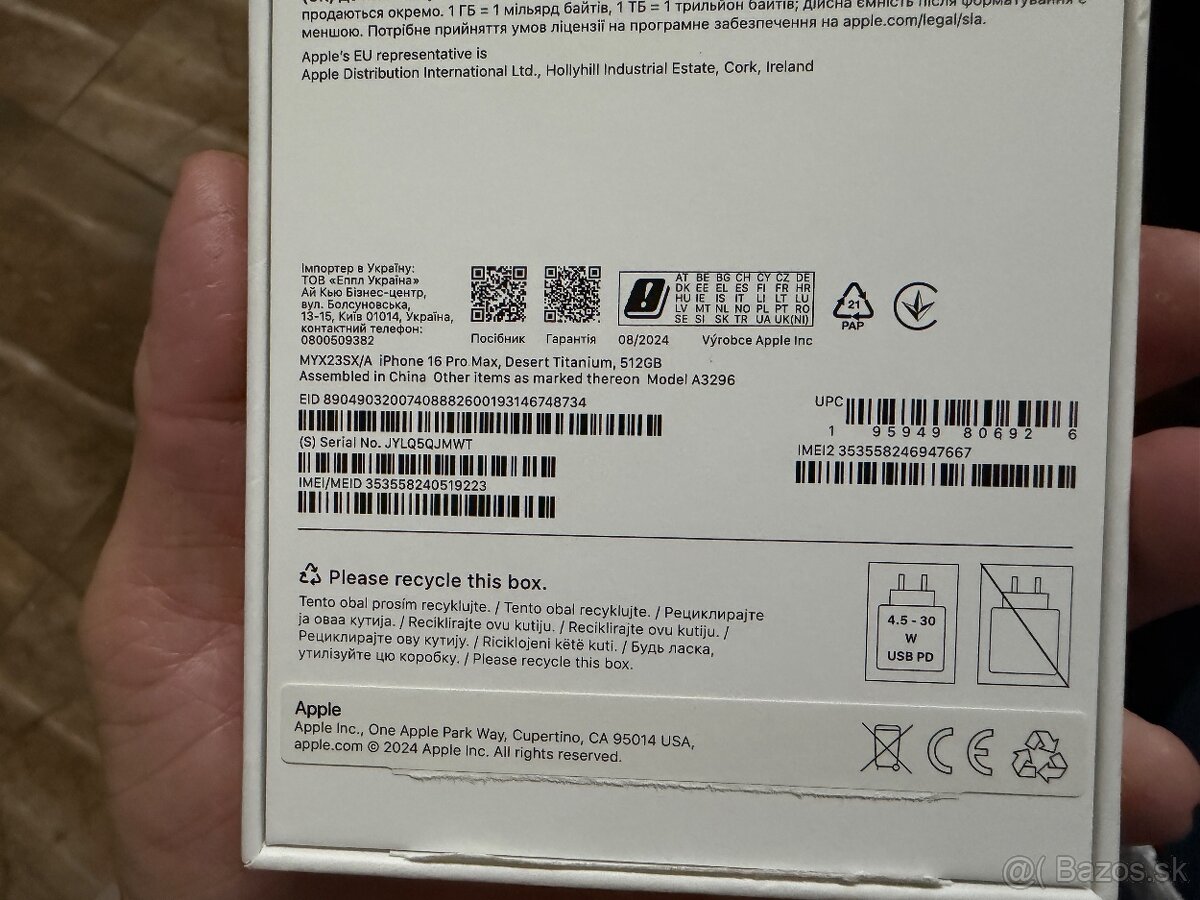 продаються окремо. 1 ГБ = 1 мільярд байтів, 1 ТБ = 1 трильйон байтів; дійсна ємність після форматування є
меншою. Потрібне прийняття умов ліцензії на програмне забезпечення на apple.com/legal/sla.
Apple's EU representative is
Apple Distribution International Ltd., Hollyhill Industrial Estate, Cork, Ireland
Імпортер в Україну:
ТОВ «Еппл Україна»
Ай Кью Бізнес-центр,
вул. Болсуновська,
13-15, Київ 01014, Україна,
контактний телефон:
0800509382
Посібник
Гарантія
AT BE BG CH CY CZ DE
DK EE EL ES FI FR HR
HU IE IS IT LI LT LU
LV MT NL NO PL PT RO
SE SI SK TR UA UK(NI)
08/2024 Výrobce Apple Inc
21
PAP
MYX23SX/A iPhone 16 Pro Max, Desert Titanium, 512GB
Assembled in China Other items as marked thereon Model A3296
EID 89049032007408882600193146748734
(S) Serial No. JYLQ5QJMWT
IMEI/MEID 353558240519223
UPC
1 95949 80692 6
IMEI2 353558246947667
Please recycle this box.
Tento obal prosím recyklujte. / Tento obal recyklujte. / Рециклирајте
ја оваа кутија. / Reciklirajte ovu kutiju. / Reciklirajte ovu kutiju. /
Рециклирајте ову кутију. / Riciklojeni këtë kuti. / Будь ласка,
утилізуйте цю коробку. / Please recycle this box.
4.5 - 30
W
USB PD
Apple
Apple Inc., One Apple Park Way, Cupertino, CA 95014 USA,
apple.com © 2024 Apple Inc. All rights reserved.
CE
@( Bazos.sk